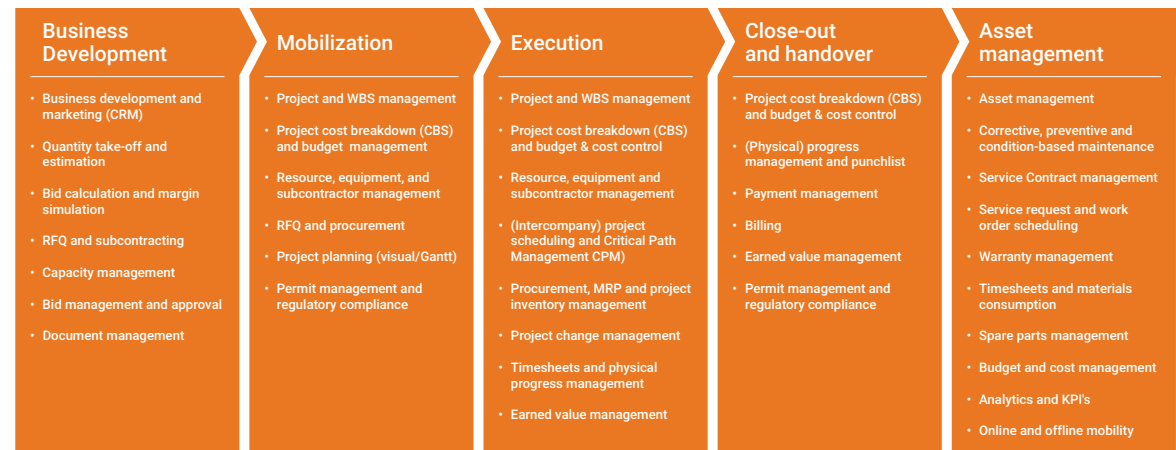 Business
Development
• Business development and
marketing (CRM)
• Quantity take-off and
estimation
• Bid calculation and margin
simulation
• RFQ and subcontracting
• Capacity management
• Bid management and approval
• Document management
Mobilization
• Project and WBS management
• Project cost breakdown (CBS)
and budget  management
• Resource, equipment, and
subcontractor management
• RFQ and procurement
• Project planning (visual/Gantt)
• Permit management and
regulatory compliance
Execution
• Project and WBS management
• Project cost breakdown (CBS)
and budget & cost control
• Resource, equipment and
subcontractor management
• (Intercompany) project
scheduling and Critical Path
Management CPM)
• Procurement, MRP and project
inventory management
• Project change management
• Timesheets and physical
progress management
• Earned value management
Close-out
and handover
• Project cost breakdown (CBS)
and budget & cost control
• (Physical) progress
management and punchlist
• Payment management
• Billing
• Earned value management
• Permit management and
regulatory compliance
Asset
management
• Asset management
• Corrective, preventive and
condition-based maintenance
• Service Contract management
• Service request and work
order scheduling
• Warranty management
• Timesheets and materials
consumption
• Spare parts management
• Budget and cost management
• Analytics and KPI's
• Online and offline mobility